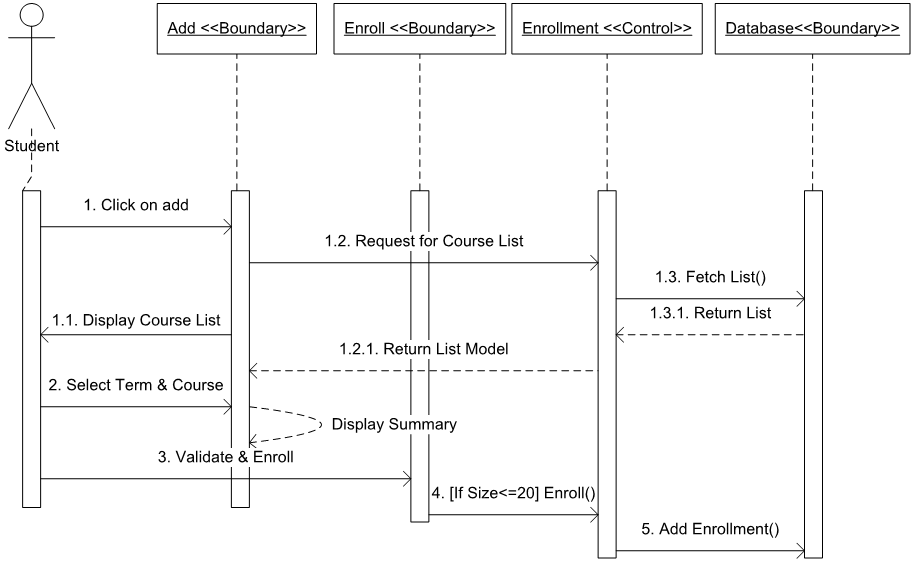 Add <<Boundary>>
Enroll <<Boundary>>
Enrollment <<Control>>
Database<<Boundary>>
Student
1. Click on add
1.2. Request for Course List
1.3. Fetch List()
1.1. Display Course List
1.3.1. Return List
1.2.1. Return List Model
2. Select Term & Course
Display Summary
3. Validate & Enroll
4. [If Size<=20] Enroll()
5. Add Enrollment()